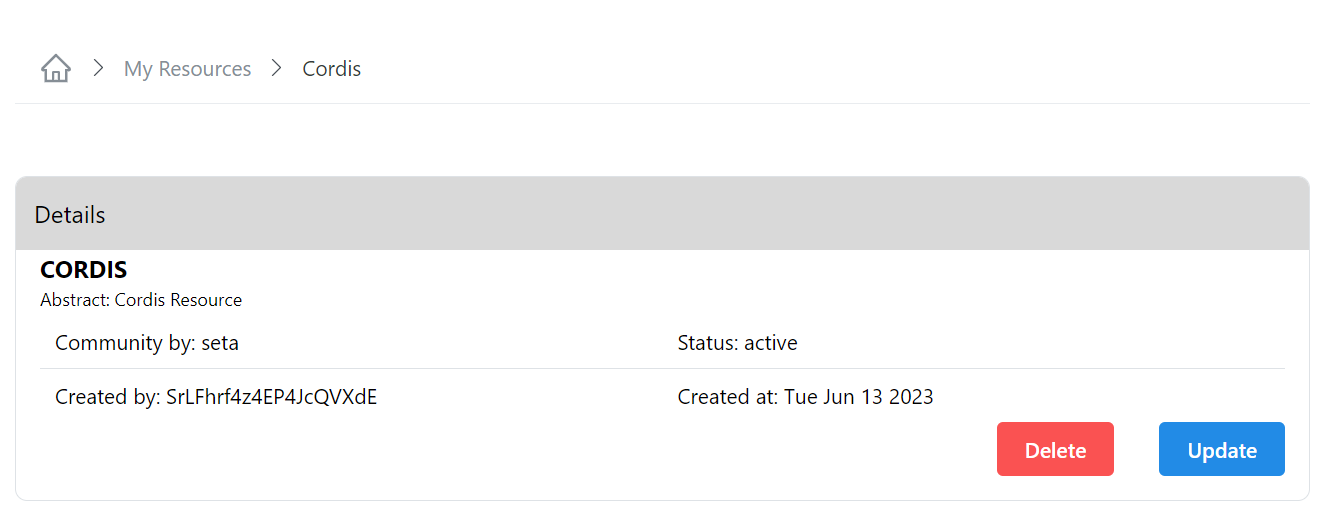 My Resources > Cordis
Details
CORDIS
Abstract: Cordis Resource
Community by: seta
Status: active
Created by: SrLFhrf4z4EP4JcQVXdE
Created at: Tue Jun 13 2023
Delete
Update